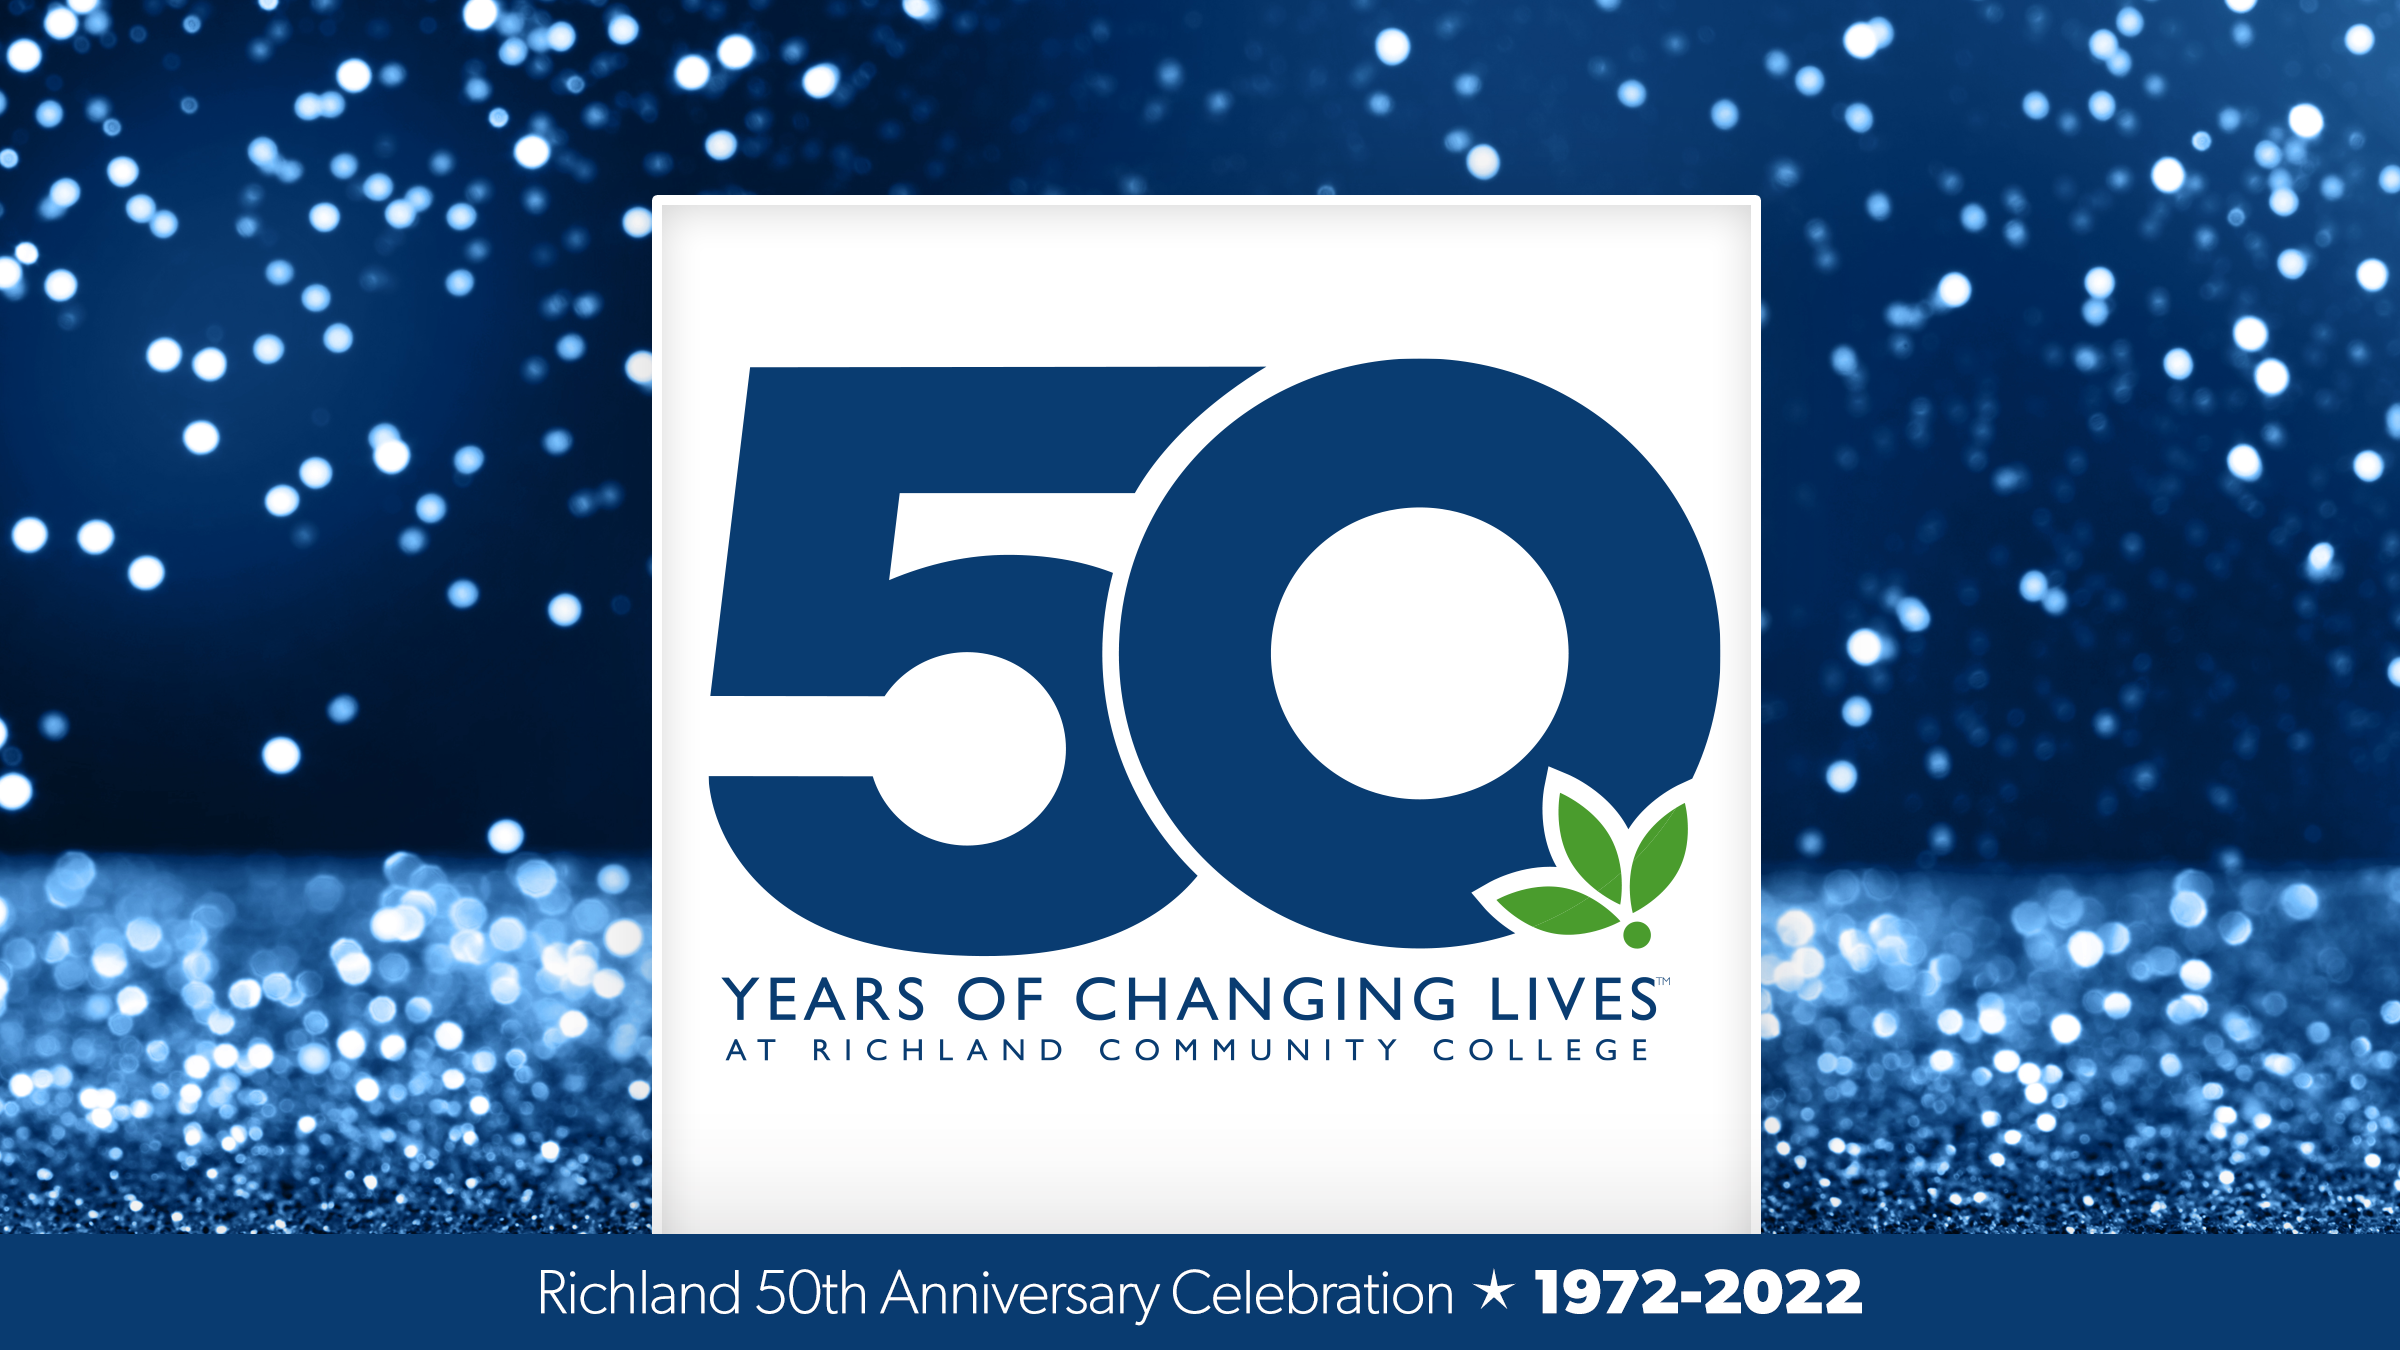 50
YEARS OF CHANGING LIVES™
AT RICHLAND COMMUNITY COLLEGE
Richland 50th Anniversary Celebration ★ 1972-2022